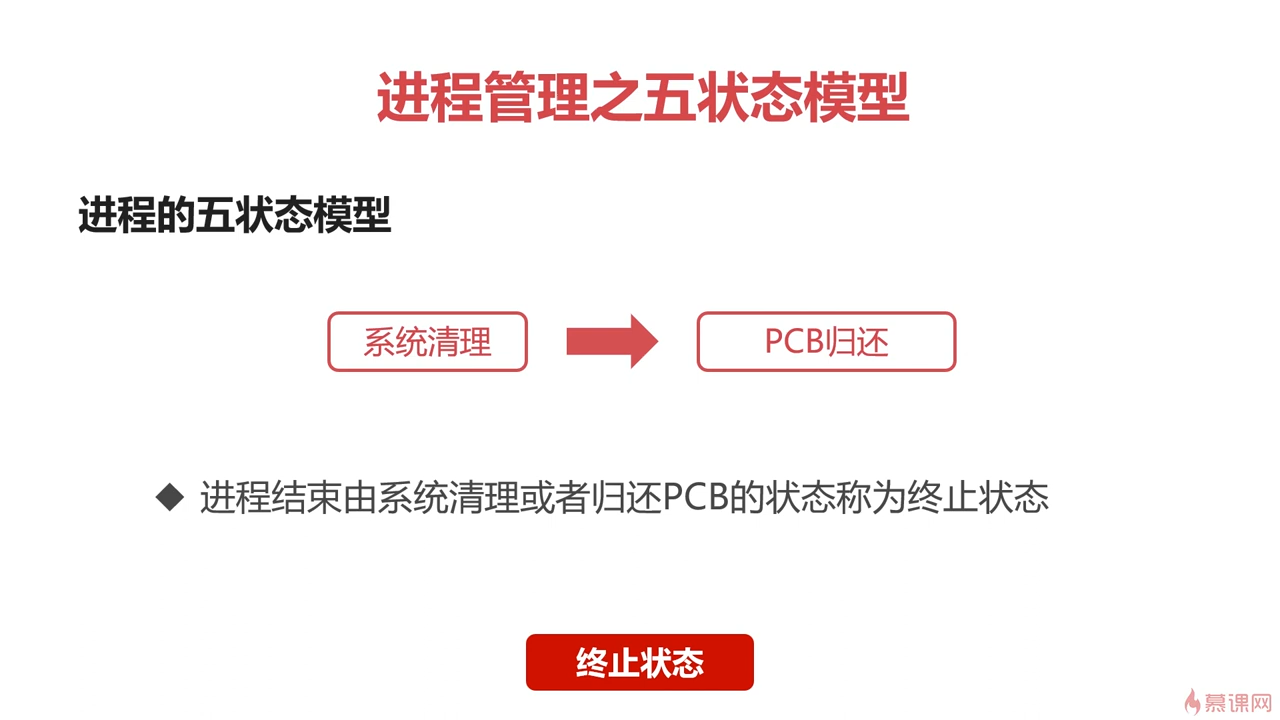 进程管理之五状态模型
进程的五状态模型
系统清理
PCB归还
进程结束由系统清理或者归还PCB的状态称为终止状态
终止状态
慕课网